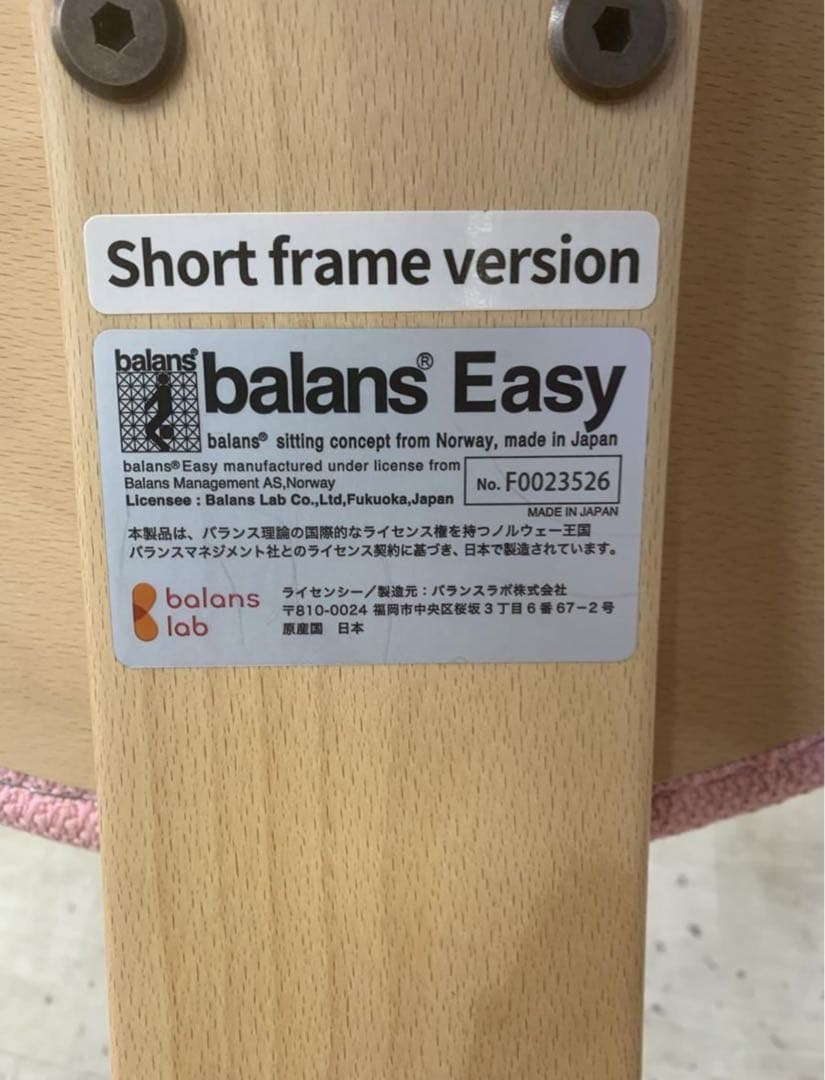 Short frame version
balans®
balans® Easy
balans® sitting concept from Norway, made in Japan
balans®Easy manufactured under license from
Balans Management AS,Norway
Licensee : Balans Lab Co.,Ltd,Fukuoka,Japan
No. F0023526
MADE IN JAPAN
本製品は、バランス理論の国際的なライセンス権を持つノルウェー王国
バランスマネジメント社とのライセンス契約に基づき、日本で製造されています。
balans
lab
ライセンシー／製造元：バランスラボ株式会社
〒810-0024 福岡市中央区桜坂３丁目６番 67－２号
原産国　日本